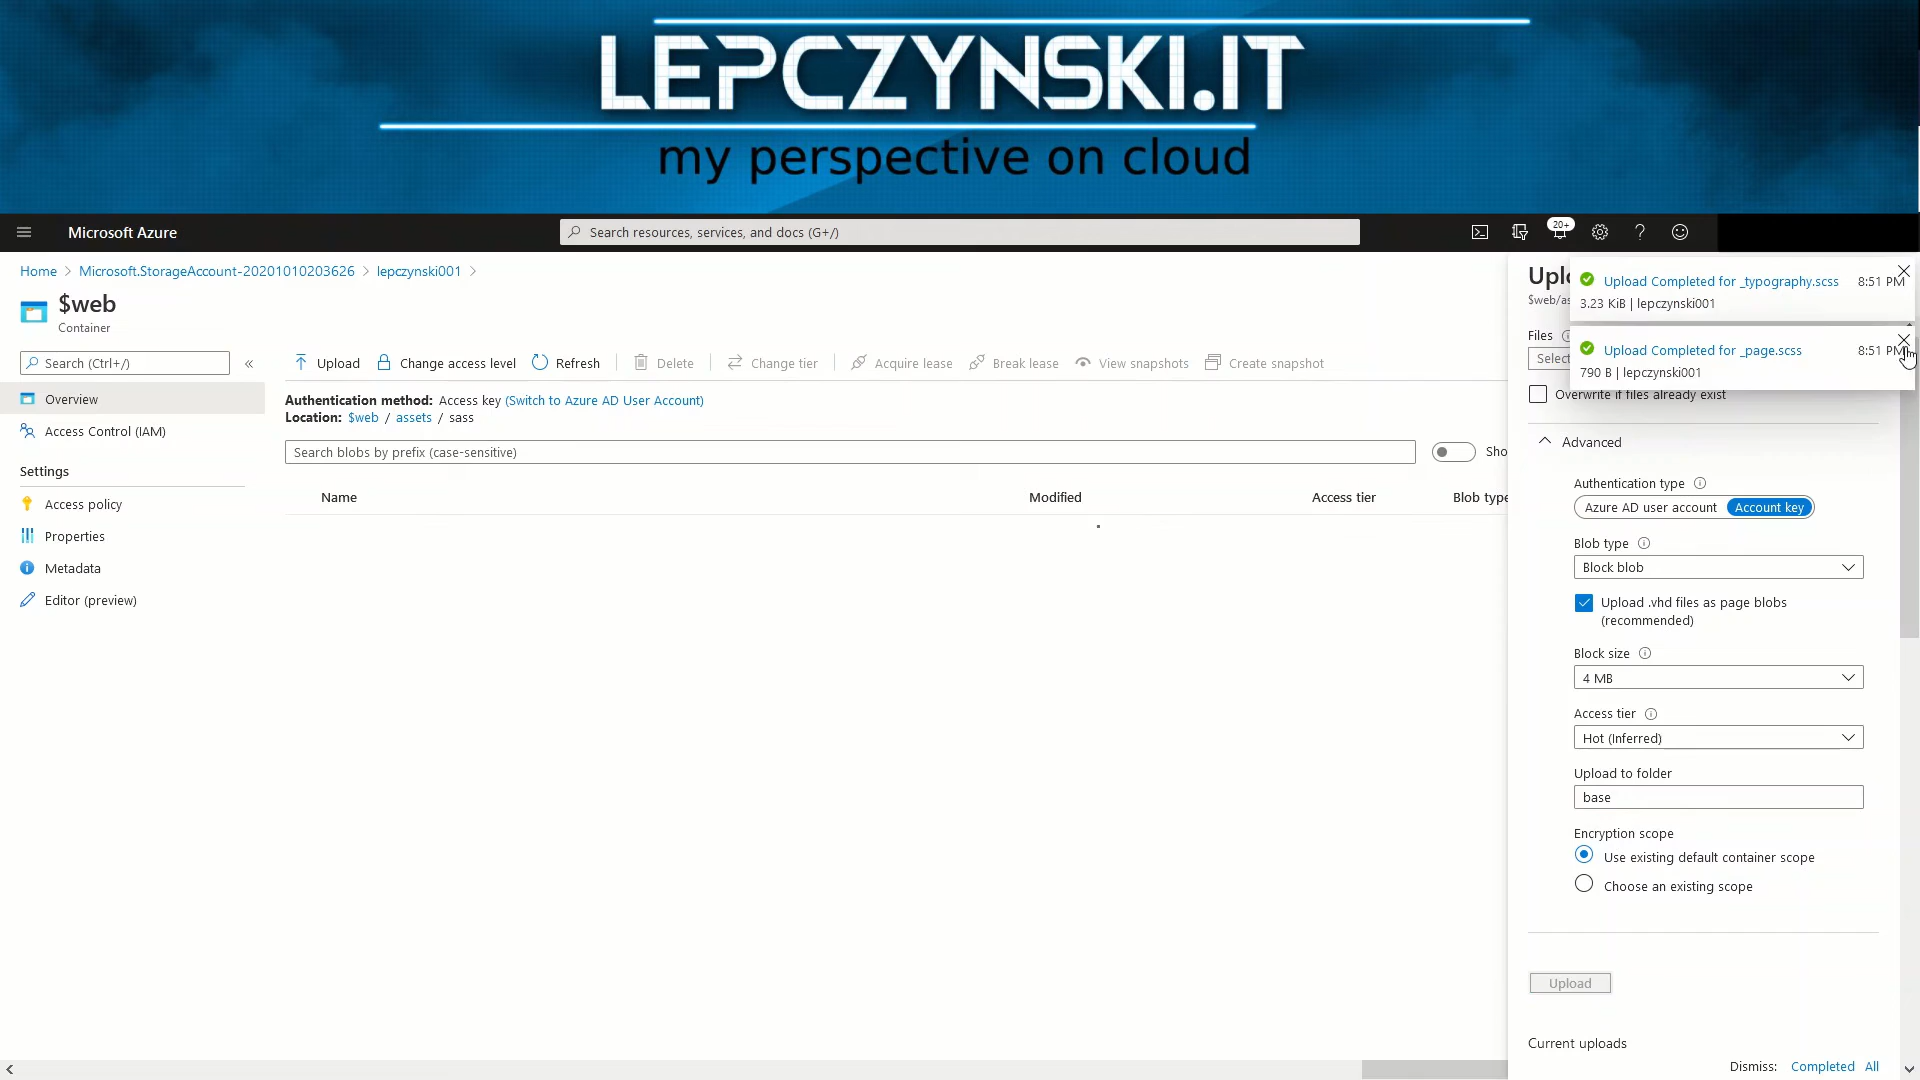 LEPCZYNSKI.IT
my perspective on cloud
Microsoft Azure
Search resources, services, and docs (G+/)
20+
Home
Microsoft.StorageAccount-20201010203626
lepczynski001
$web
Container
Search (Ctrl+/)
«
Overview
Access Control (IAM)
Settings
Access policy
Properties
Metadata
Editor (preview)
Upload
Change access level
Refresh
Delete
Change tier
Acquire lease
Break lease
View snapshots
Create snapshot
Authentication method: Access key (Switch to Azure AD User Account)
Location: $web / assets / sass
Search blobs by prefix (case-sensitive)
Sho
Name
Modified
Access tier
Blob type
Uplo
$web/as
Upload Completed for _typography.scss
8:51 PM
3.23 KiB | lepczynski001
Upload Completed for _page.scss
8:51 PM
790 B | lepczynski001
Files
Select
Overwrite if files already exist
Advanced
Authentication type
Azure AD user account
Account key
Blob type
Block blob
Upload .vhd files as page blobs
(recommended)
Block size
4 MB
Access tier
Hot (Inferred)
Upload to folder
base
Encryption scope
Use existing default container scope
Choose an existing scope
Upload
Current uploads
Dismiss: Completed All